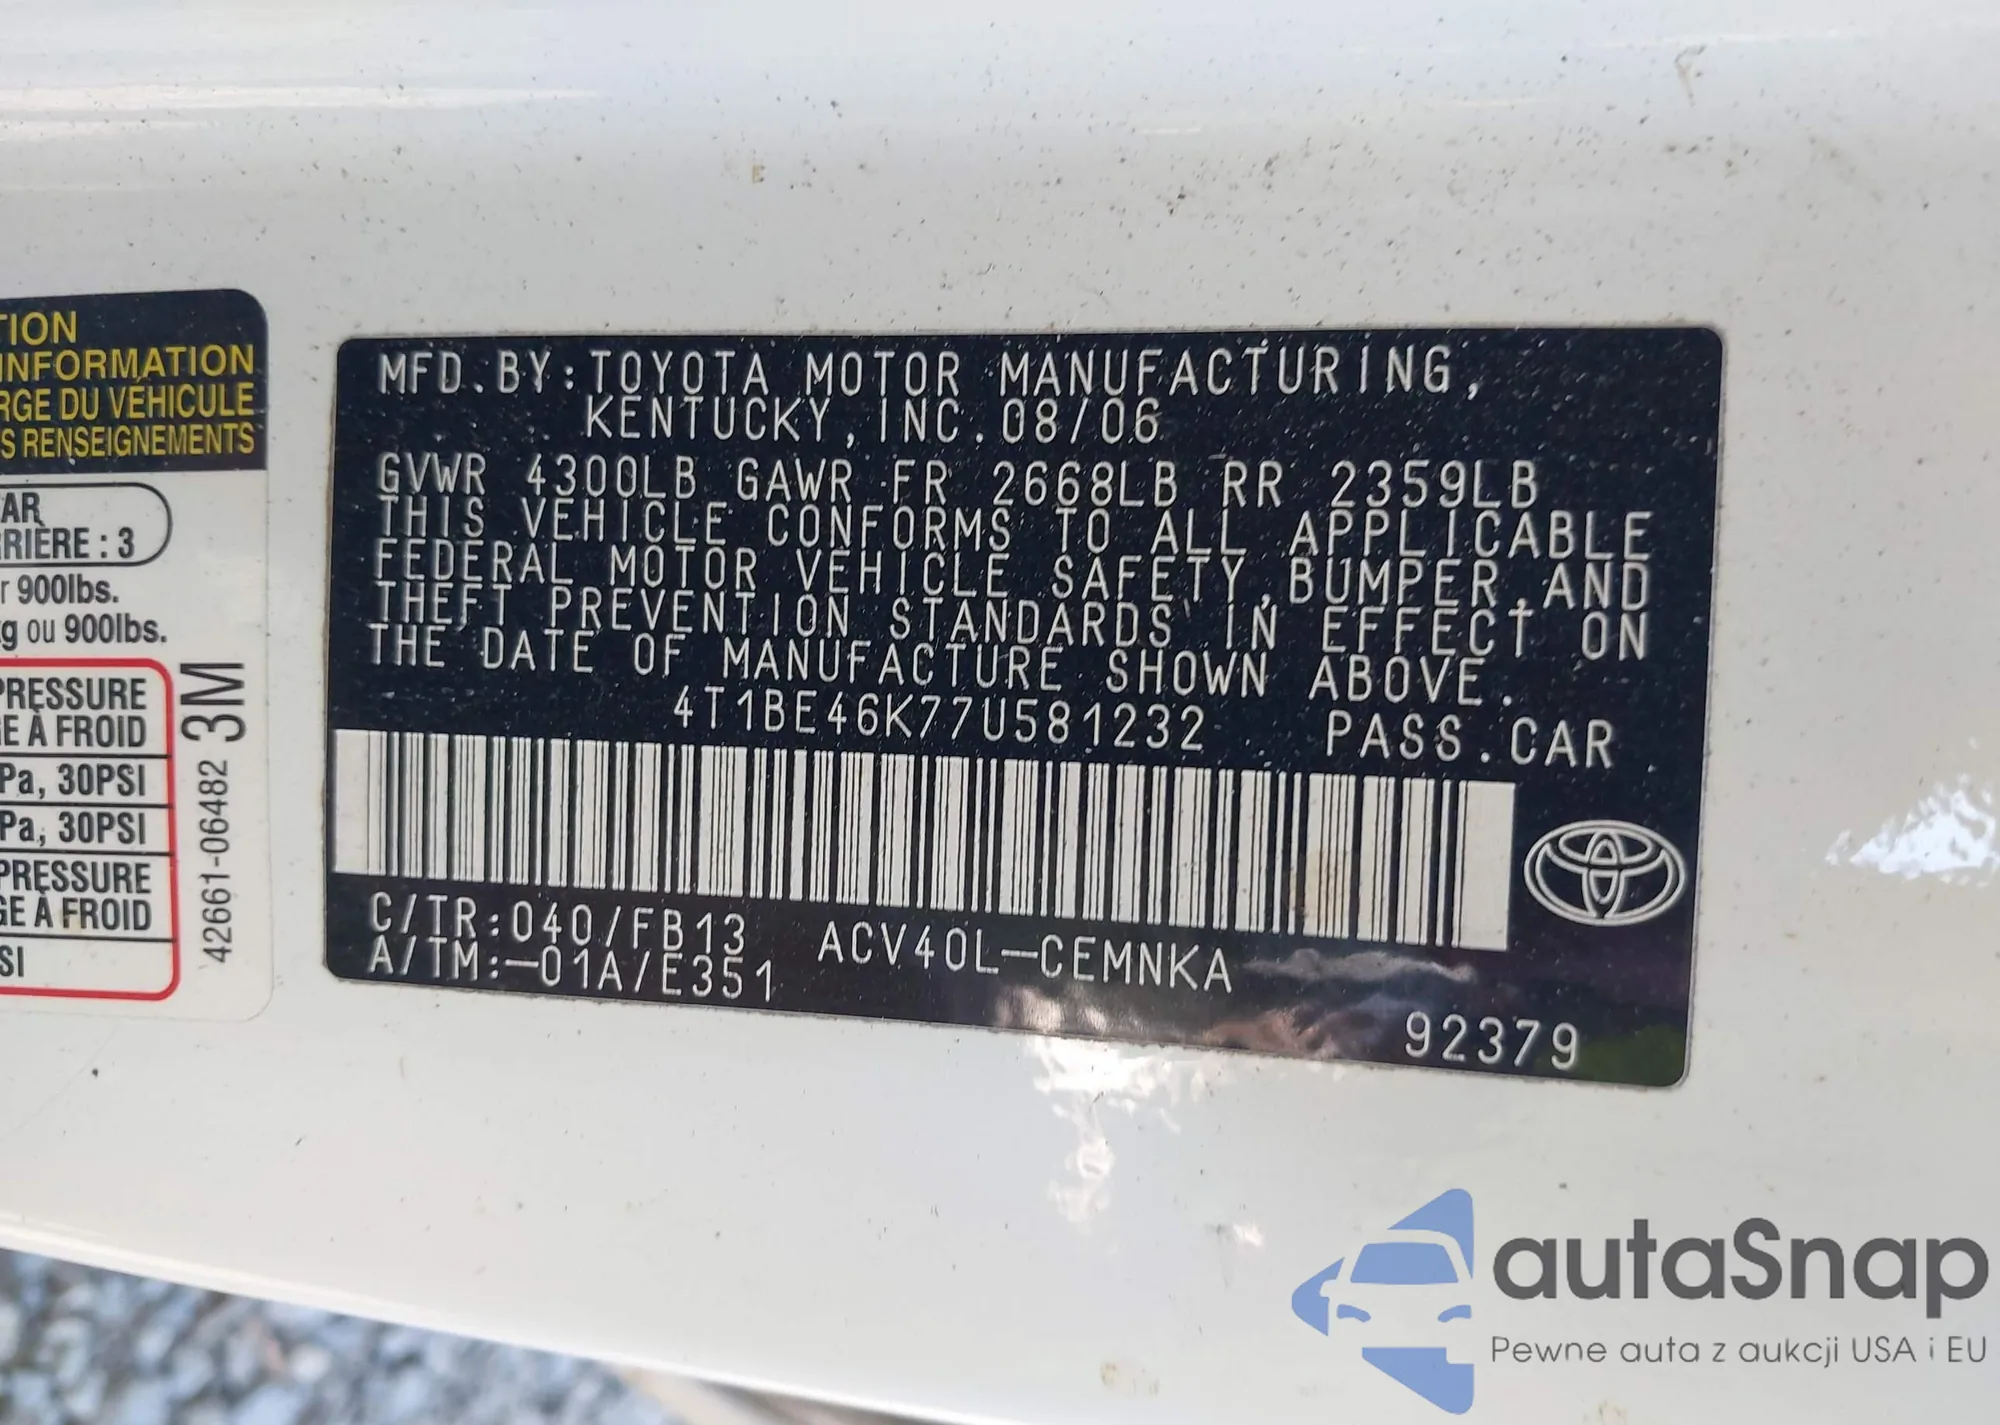 TION
INFORMATION
RGE DU VÉHICULE
S RENSEIGNEMENTS
AR
RIÈRE : 3
r 900lbs.
g ou 900lbs.
PRESSURE
E À FROID
Pa, 30PSI
Pa, 30PSI
PRESSURE
GE À FROID
SI
42661-06482 3M
MFD.BY:TOYOTA MOTOR MANUFACTURING,
KENTUCKY,INC.08/06
GVWR 4300LB GAWR FR 2668LB RR 2359LB
THIS VEHICLE CONFORMS TO ALL APPLICABLE
FEDERAL MOTOR VEHICLE SAFETY,BUMPER,AND
THEFT PREVENTION STANDARDS IN EFFECT ON
THE DATE OF MANUFACTURE SHOWN ABOVE.
4T1BE46K77U581232 PASS.CAR
C/TR:040/FB13 ACV40L-CEMNKA
A/TM:-01A/E351
92379
autaSnap
Pewne auta z aukcji USA i EU